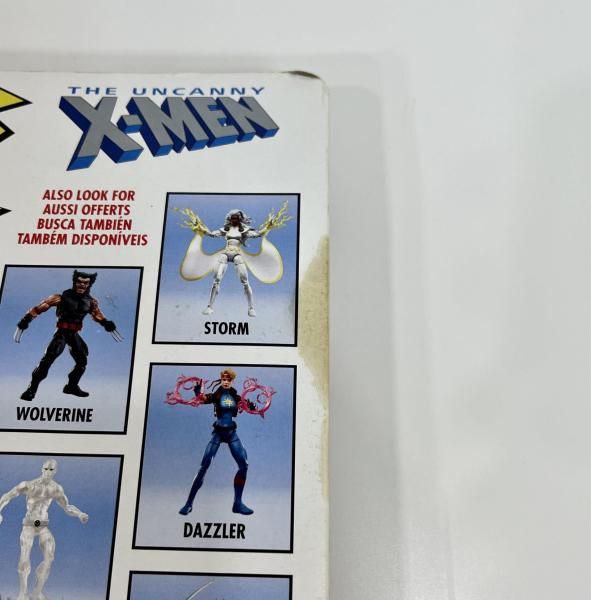 THE UNCANNY
X-MEN
ALSO LOOK FOR
AUSSI OFFERTS
BUSCA TAMBIÉN
TAMBÉM DISPONÍVEIS
STORM
WOLVERINE
DAZZLER